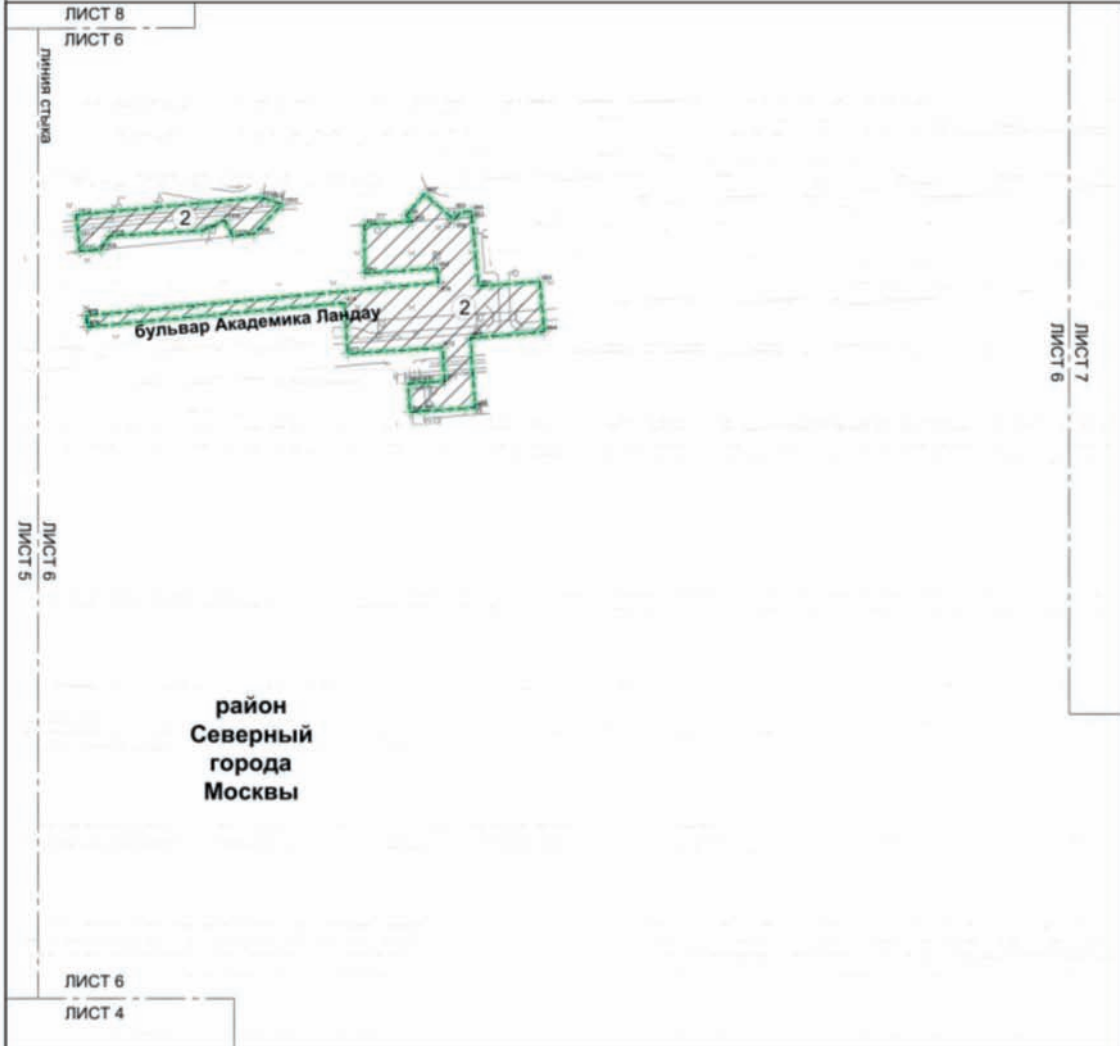 ЛИСТ 8
ЛИСТ 6
линия стыка
2
2
бульвар Академика Ландау
ЛИСТ 7
ЛИСТ 6
ЛИСТ 6
ЛИСТ 5
район
Северный
города
Москвы
ЛИСТ 6
ЛИСТ 4